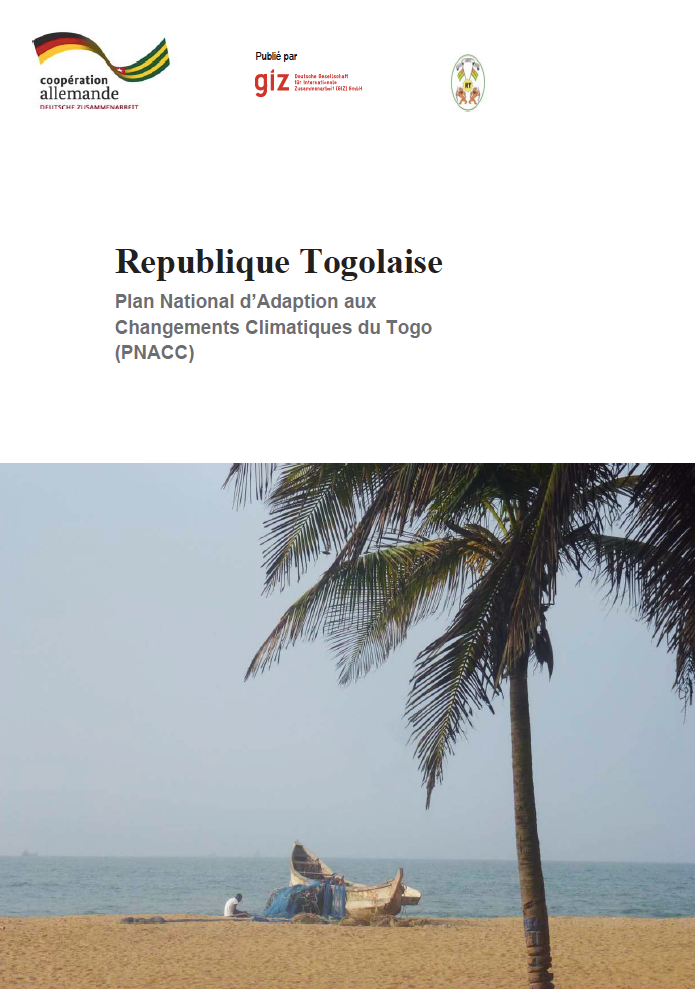 coopération
allemande
DEUTSCHE ZUSAMMENARBEIT
Publié par
giz
Deutsche Gesellschaft
für Internationale
Zusammenarbeit (GIZ) GmbH
RT
Republique Togolaise
Plan National d’Adaption aux
Changements Climatiques du Togo
(PNACC)